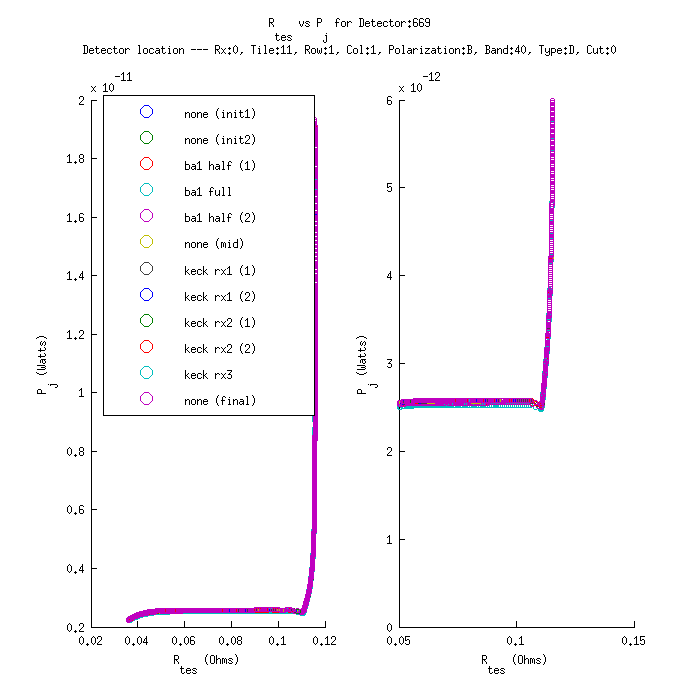 R tes vs P j for Detector:669
Detector location --- Rx:0, Tile:11, Row:1, Col:1, Polarization:B, Band:40, Type:D, Cut:0
x 10 -11
2
1.8
1.6
1.4
1.2
1
0.8
0.6
0.4
0.2
P j (Watts)
none (init1)
none (init2)
ba1 half (1)
ba1 full
ba1 half (2)
none (mid)
keck rx1 (1)
keck rx1 (2)
keck rx2 (1)
keck rx2 (2)
keck rx3
none (final)
0.02 0.04 0.06 0.08 0.1 0.12
R tes (Ohms)
x 10 -12
6
5
4
3
2
1
0
P j (Watts)
0.05 0.1 0.15
R tes (Ohms)